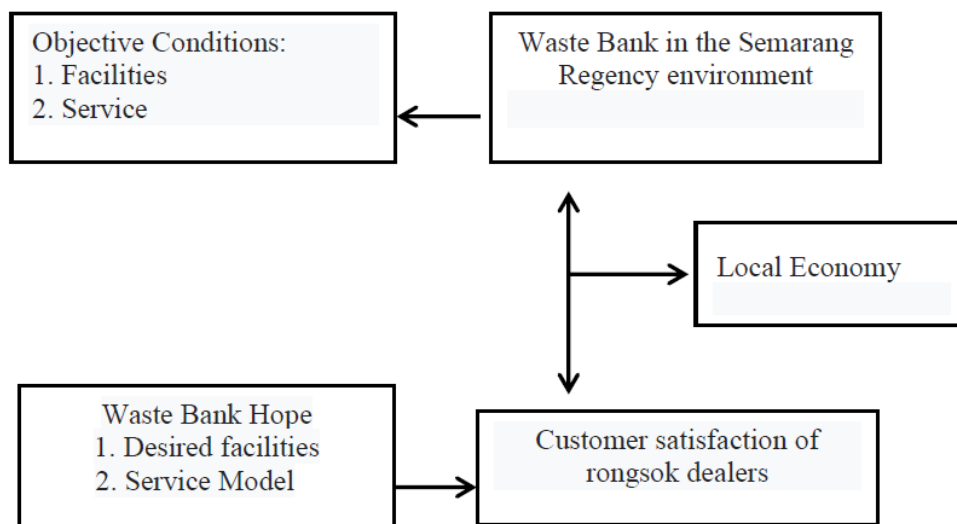 Objective Conditions:
1. Facilities
2. Service
Waste Bank in the Semarang
Regency environment
Local Economy
Waste Bank Hope
1. Desired facilities
2. Service Model
Customer satisfaction of
rongsok dealers